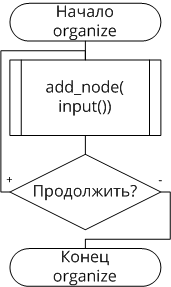 Начало
organize
add_node(
input())
+
Продолжить?
-
Конец
organize